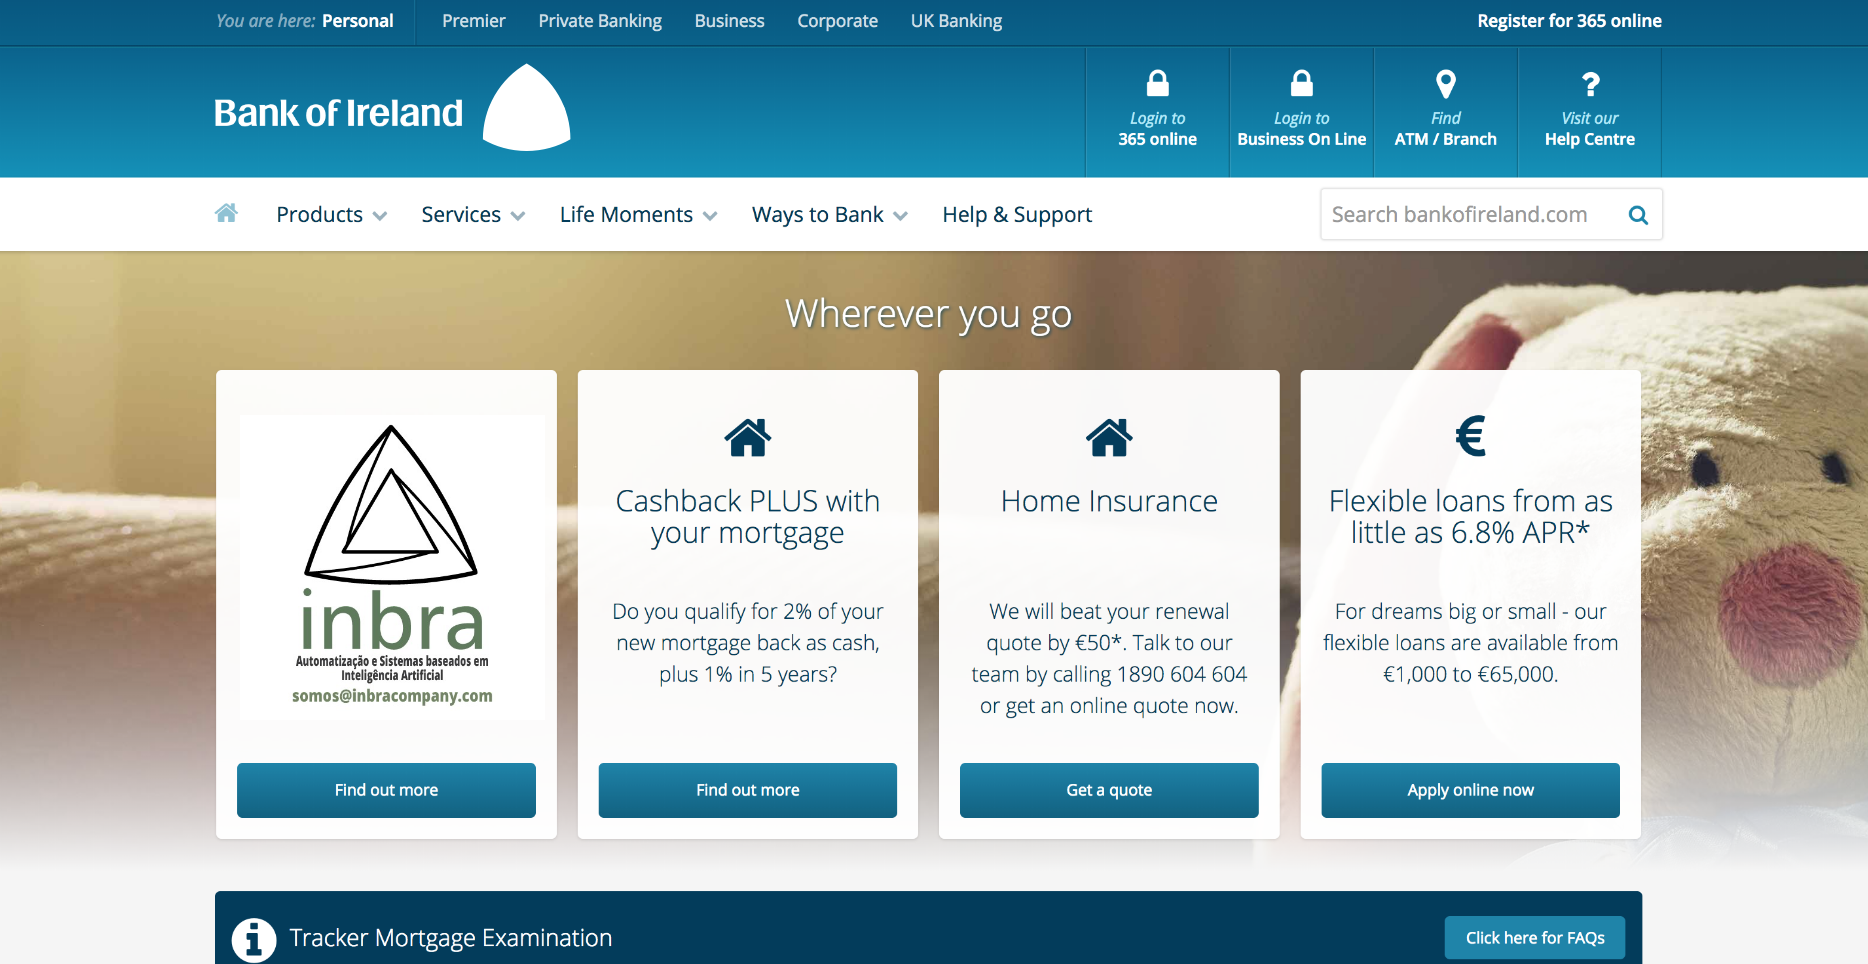 You are here: Personal Premier Private Banking Business Corporate UK Banking Register for 365 online
Bank of Ireland
Login to
365 online
Login to
Business On Line
Find
ATM / Branch
Visit our
Help Centre
Products Services Life Moments Ways to Bank Help & Support Search bankofireland.com
Wherever you go
inbra
Automatização e Sistemas baseados em
Inteligência Artificial
somos@inbracompany.com
Find out more
Cashback PLUS with
your mortgage
Do you qualify for 2% of your
new mortgage back as cash,
plus 1% in 5 years?
Find out more
Home Insurance
We will beat your renewal
quote by €50*. Talk to our
team by calling 1890 604 604
or get an online quote now.
Get a quote
€
Flexible loans from as
little as 6.8% APR*
For dreams big or small - our
flexible loans are available from
€1,000 to €65,000.
Apply online now
Tracker Mortgage Examination
Click here for FAQs